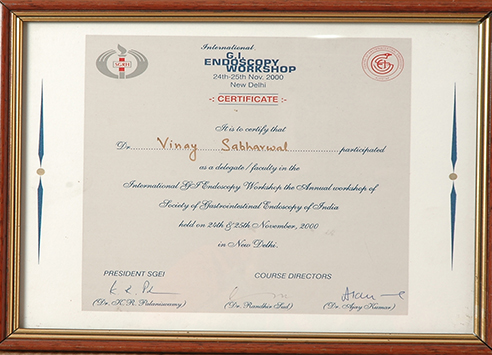 International
G.I.
ENDOSCOPY
WORKSHOP
24th-25th Nov. 2000
New Delhi
-: CERTIFICATE :-
It is to certify that
Dr. Vinay Sabharwal participated
as a delegate / faculty in the
International GI Endoscopy Workshop the Annual workshop of
Society of Gastrointestinal Endoscopy of India
held on 24th & 25th November, 2000
in New Delhi.
PRESIDENT SGEI COURSE DIRECTORS
(Dr. K.R. Palaniswamy) (Dr. Randhir Sud) (Dr. Ajay Kumar)